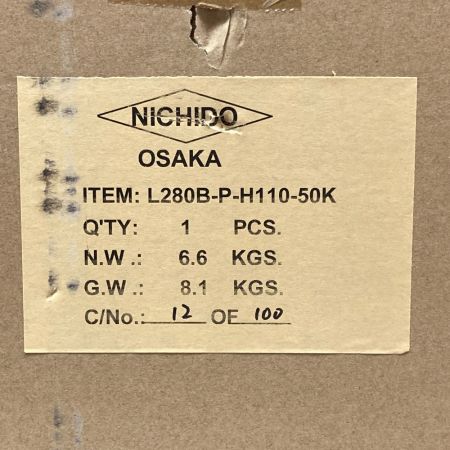 NICHIDO
OSAKA
ITEM: L280B-P-H110-50K
Q'TY: 1 PCS.
N.W .: 6.6 KGS.
G.W .: 8.1 KGS.
C/No.: 12 OF 100